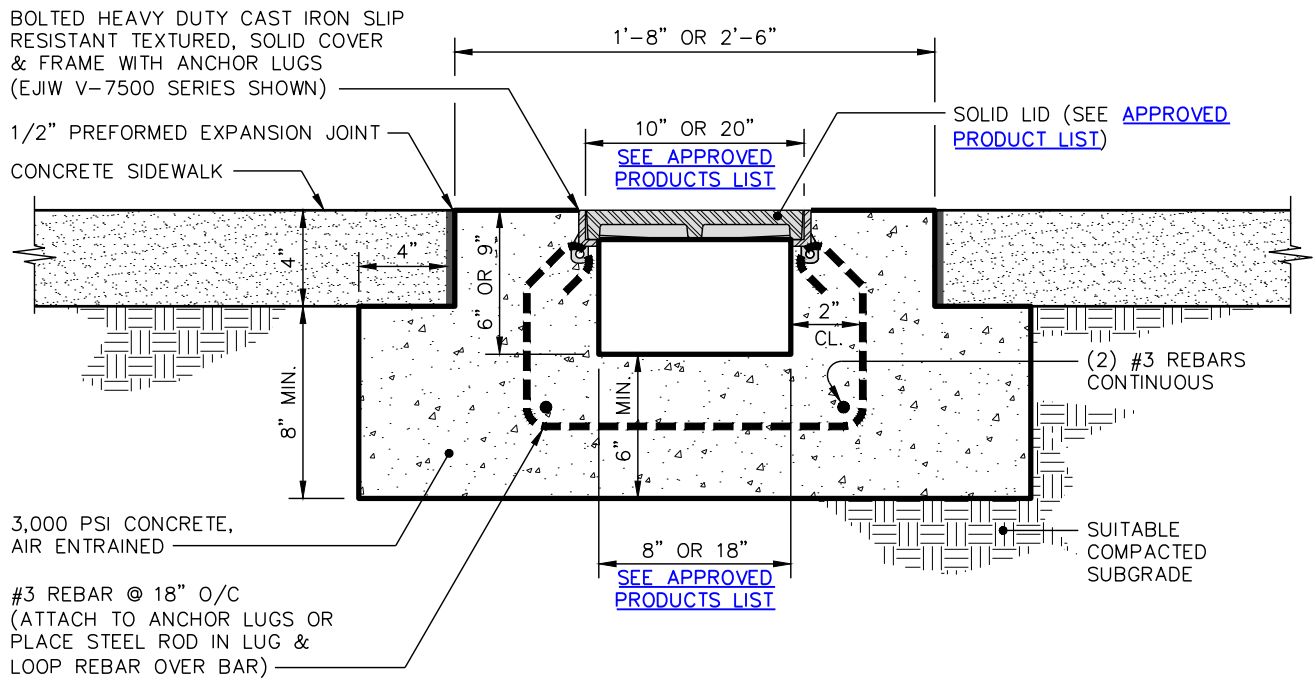 BOLTED HEAVY DUTY CAST IRON SLIP
RESISTANT TEXTURED, SOLID COVER
& FRAME WITH ANCHOR LUGS
(EJIW V-7500 SERIES SHOWN)
1/2" PREFORMED EXPANSION JOINT
CONCRETE SIDEWALK
1'-8" OR 2'-6"
10" OR 20"
SEE APPROVED
PRODUCTS LIST
SOLID LID (SEE APPROVED
PRODUCT LIST)
4"
4"
6" OR 9"
2"
CL.
8" MIN.
6" MIN.
(2) #3 REBARS
CONTINUOUS
3,000 PSI CONCRETE,
AIR ENTRAINED
8" OR 18"
SEE APPROVED
PRODUCTS LIST
SUITABLE
COMPACTED
SUBGRADE
#3 REBAR @ 18" O/C
(ATTACH TO ANCHOR LUGS OR
PLACE STEEL ROD IN LUG &
LOOP REBAR OVER BAR)